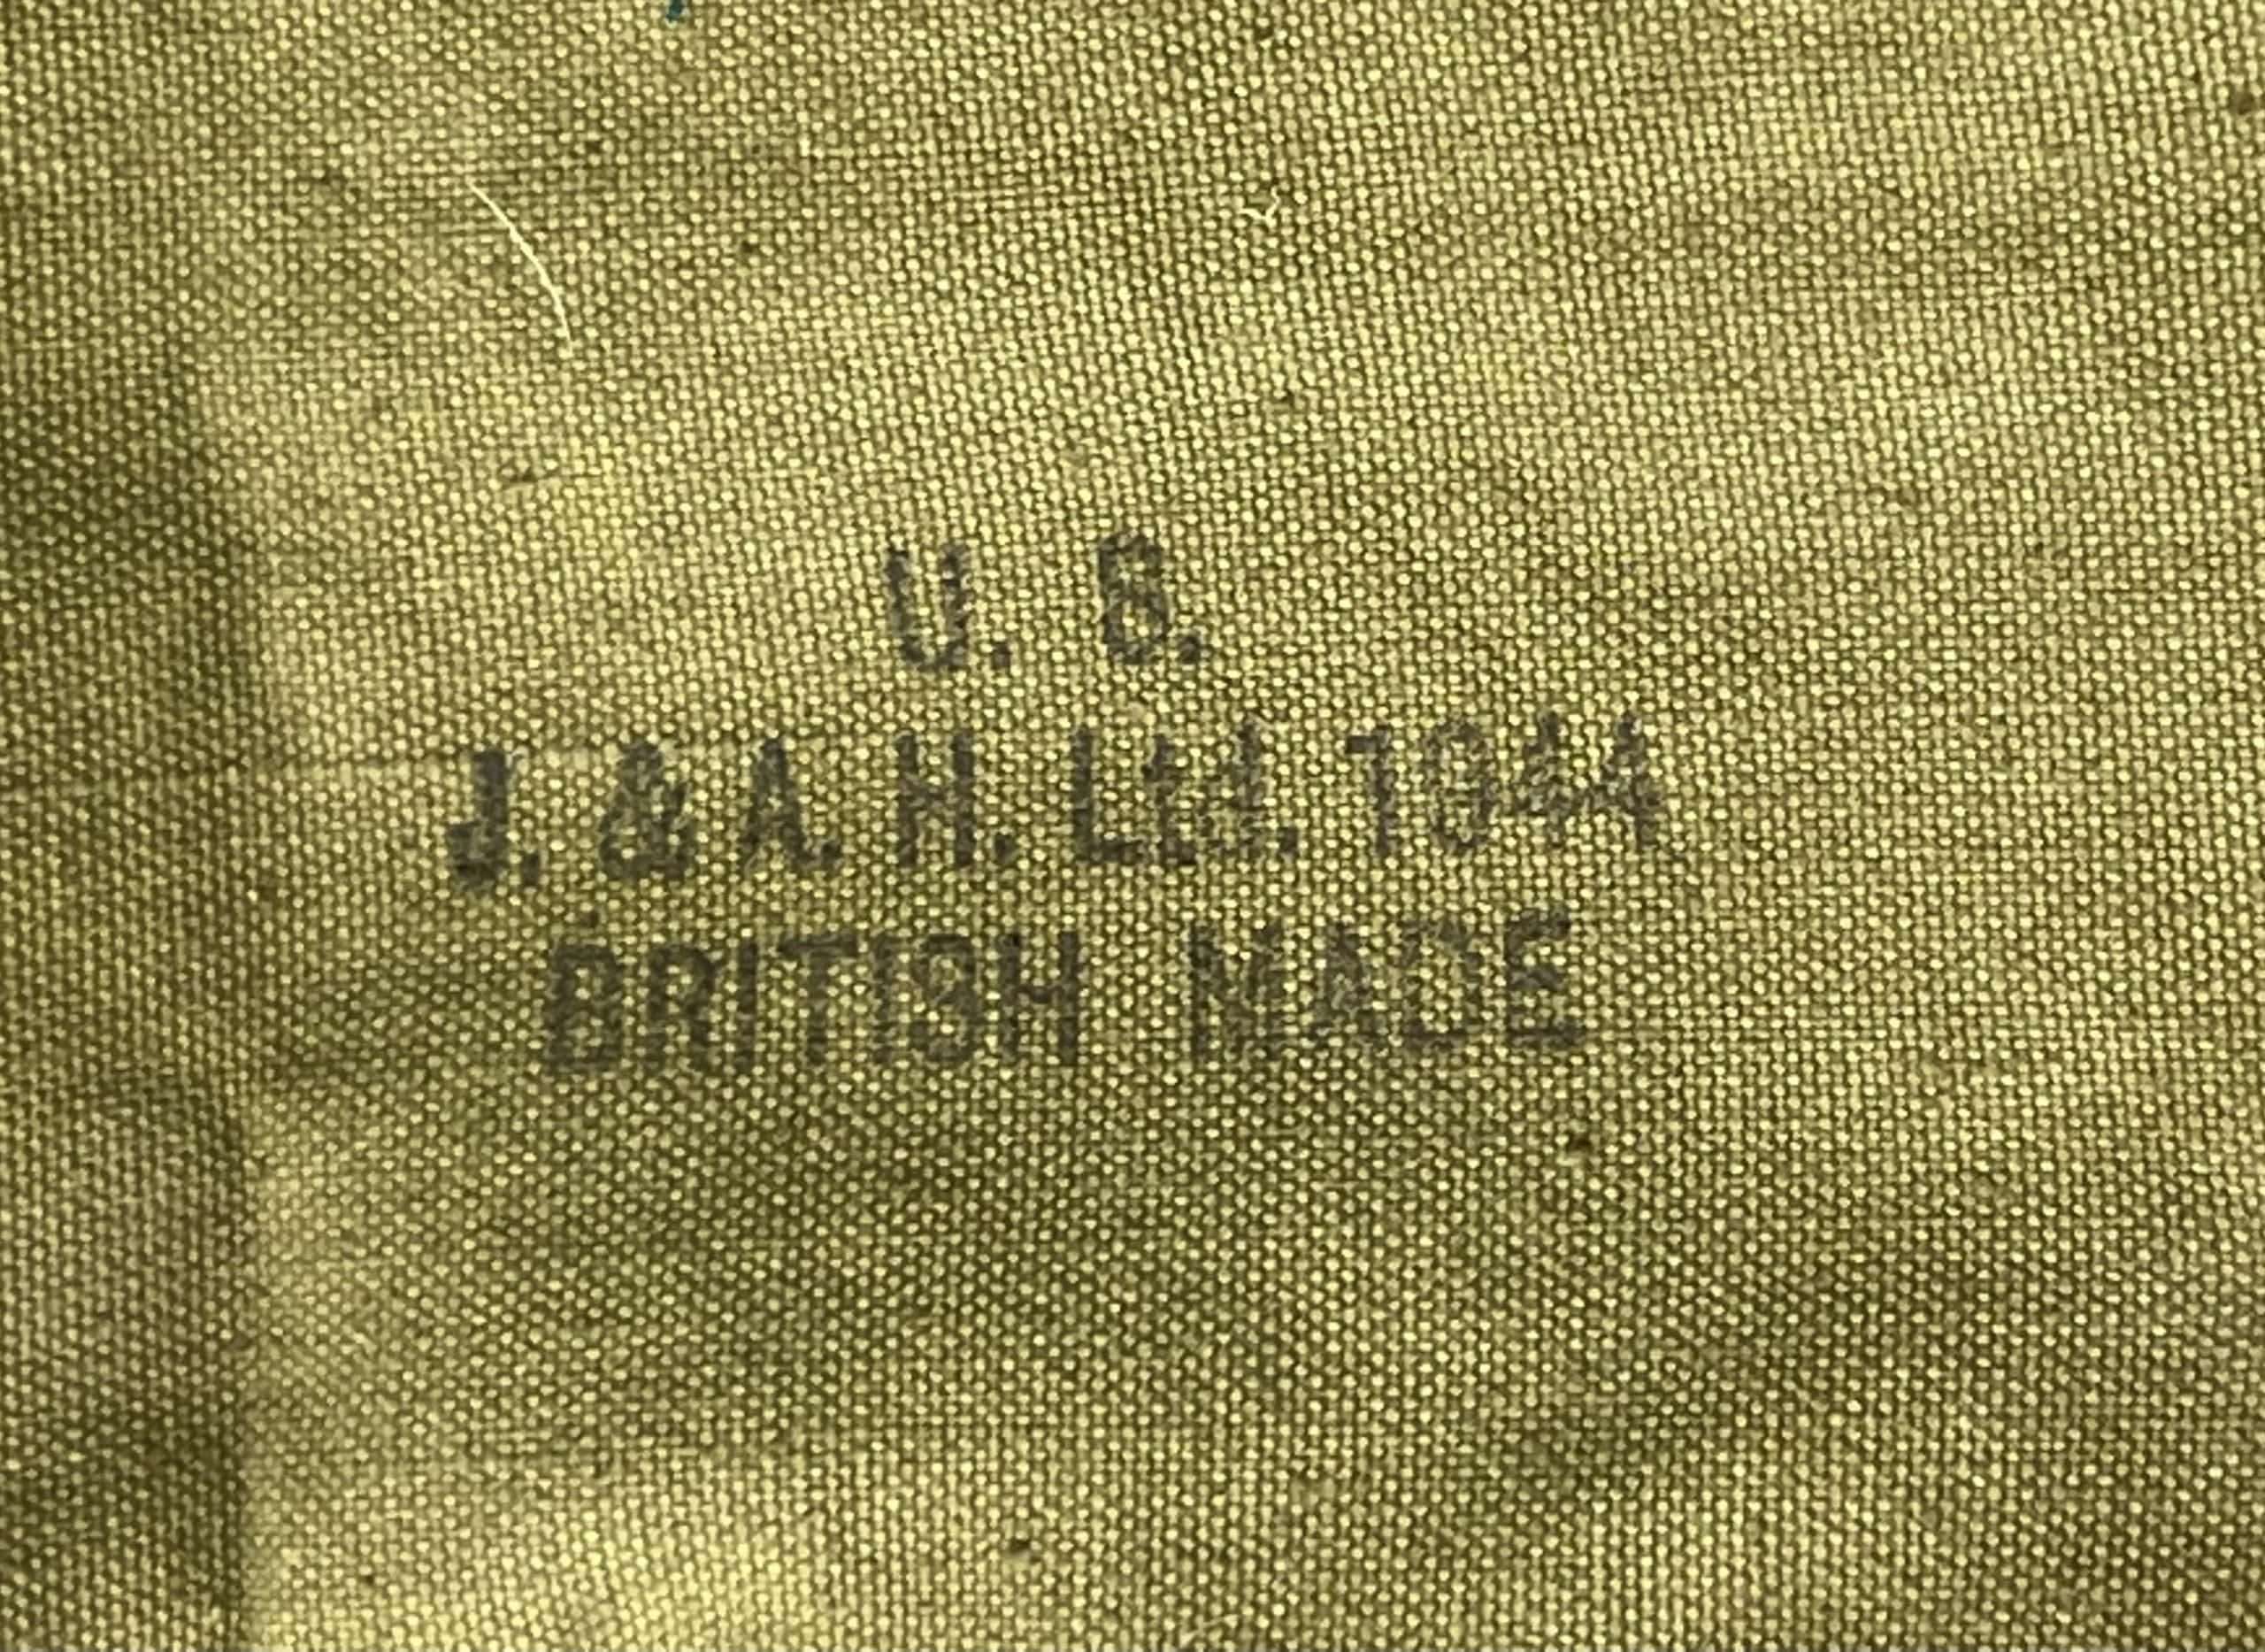 U. S.
J. & A. H. Ltd. 1944
BRITISH MADE